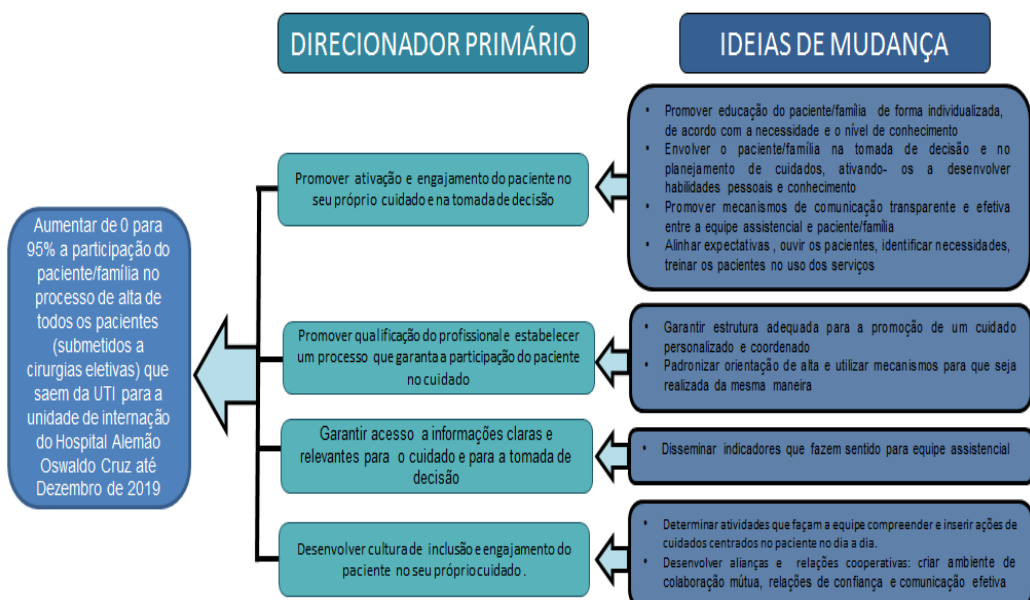 DIRECIONADOR PRIMÁRIO
IDEIAS DE MUDANÇA
Aumentar de 0 para
95% a participação do
paciente/família no
processo de alta de
todos os pacientes
(submetidos a
cirurgias eletivas) que
saem da UTI para a
unidade de internação
do Hospital Alemão
Oswaldo Cruz até
Dezembro de 2019
Promover ativação e engajamento do paciente no
seu próprio cuidado e na tomada de decisão
• Promover educação do paciente/família de forma individualizada,
de acordo com a necessidade e o nível de conhecimento
• Envolver o paciente/família na tomada de decisão e no
planejamento de cuidados, ativando- os a desenvolver
habilidades pessoais e conhecimento
• Promover mecanismos de comunicação transparente e efetiva
entre a equipe assistencial e paciente/família
• Alinhar expectativas , ouvir os pacientes, identificar necessidades,
treinar os pacientes no uso dos serviços
Promover qualificação do profissional e estabelecer
um processo que garanta a participação do paciente
no cuidado
• Garantir estrutura adequada para a promoção de um cuidado
personalizado e coordenado
• Padronizar orientação de alta e utilizar mecanismos para que seja
realizada da mesma maneira
Garantir acesso a informações claras e
relevantes para o cuidado e para a tomada de
decisão
• Disseminar indicadores que fazem sentido para equipe assistencial
Desenvolver cultura de inclusão e engajamento do
paciente no seu próprio cuidado .
• Determinar atividades que façam a equipe compreender e inserir ações de
cuidados centrados no paciente no dia a dia.
• Desenvolver alianças e relações cooperativas: criar ambiente de
colaboração mútua, relações de confiança e comunicação efetiva